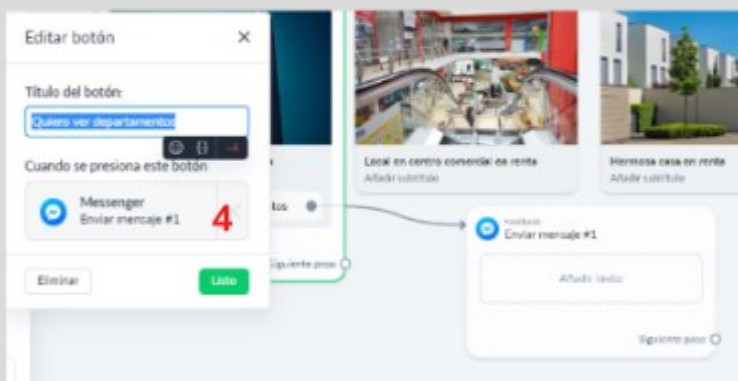 Editar botón
Título del botón:
Quiero ver departamentos
-4
Cuando se presiona este botón
Messenger
Enviar mensaje #1
4
Eliminar
Listo
tos
Siguiente paso
Local en centro comercial en renta
Añadir subtítulo
Hermosa casa en renta
Añadir subtítulo
Enviar mensaje #1
Añadir texto
Siguiente paso